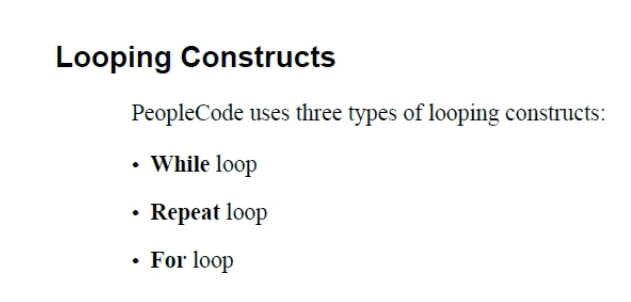 Looping Constructs
PeopleCode uses three types of looping constructs:
• While loop
• Repeat loop
• For loop